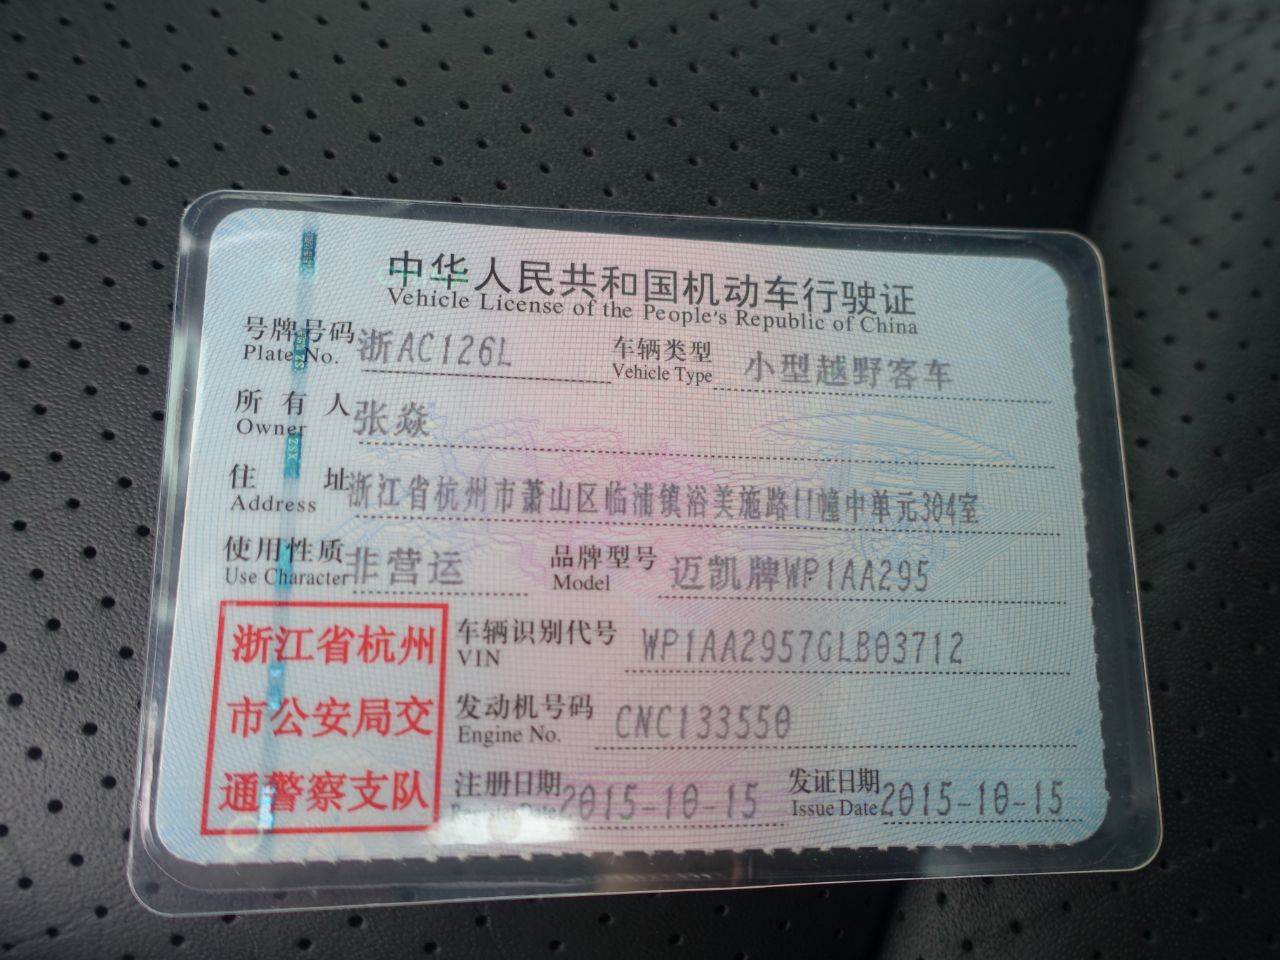 中华人民共和国机动车行驶证
Vehicle License of the People's Republic of China
号牌号码 浙AC126L 车辆类型 小型越野客车
Plate No. Vehicle Type
所有人 张焱
Owner
住址 浙江省杭州市萧山区临浦镇浴美施路11幢中单元304室
Address
使用性质 非营运 品牌型号 迈凯牌WP1AA295
Use Character Model
浙江省杭州
市公安局交
通警察支队
车辆识别代号 WP1AA2957GLB03712
VIN
发动机号码 CNC133550
Engine No.
注册日期 2015-10-15 发证日期 2015-10-15
Register Date Issue Date